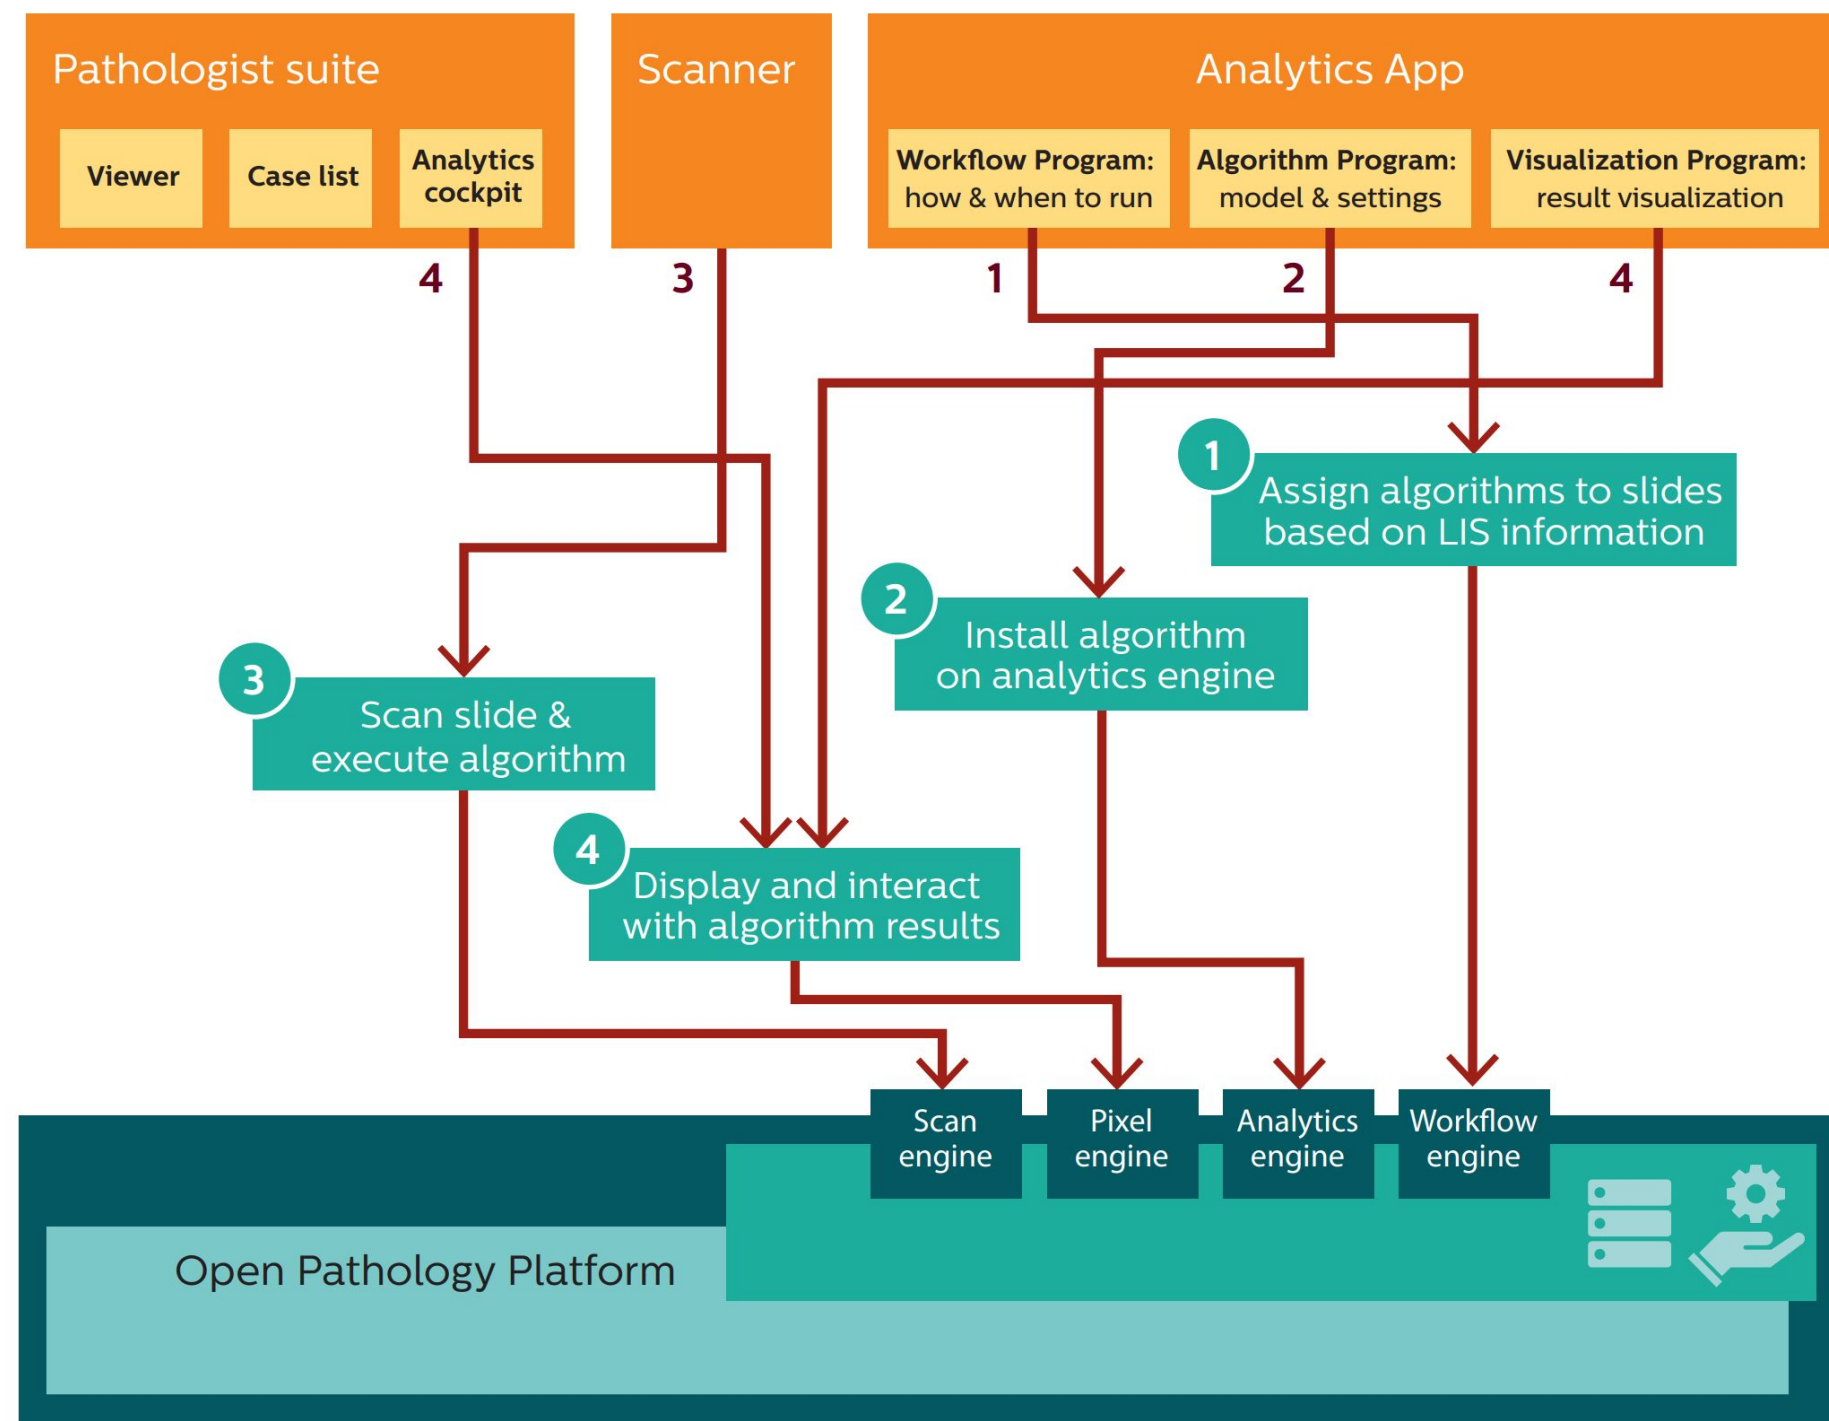 Pathologist suite
Viewer
Case list
Analytics
cockpit
Scanner
Analytics App
Workflow Program:
how & when to run
Algorithm Program:
model & settings
Visualization Program:
result visualization
4
3
1
2
4
1
Assign algorithms to slides
based on LIS information
2
Install algorithm
on analytics engine
3
Scan slide &
execute algorithm
4
Display and interact
with algorithm results
Scan
engine
Pixel
engine
Analytics
engine
Workflow
engine
Open Pathology Platform